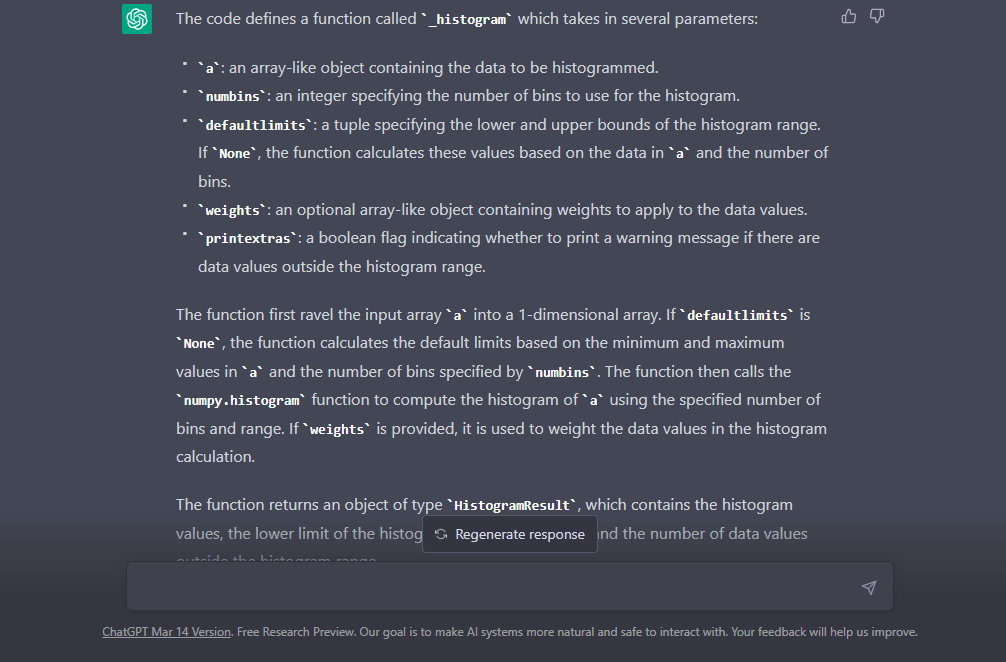 The code defines a function called `_histogram` which takes in several parameters:
• `a`: an array-like object containing the data to be histogrammed.
• `numbins`: an integer specifying the number of bins to use for the histogram.
• `defaultlimits`: a tuple specifying the lower and upper bounds of the histogram range.
If `None`, the function calculates these values based on the data in `a` and the number of
bins.
• `weights`: an optional array-like object containing weights to apply to the data values.
• `printextras`: a boolean flag indicating whether to print a warning message if there are
data values outside the histogram range.
The function first ravel the input array `a` into a 1-dimensional array. If `defaultlimits` is
`None`, the function calculates the default limits based on the minimum and maximum
values in `a` and the number of bins specified by `numbins`. The function then calls the
`numpy.histogram` function to compute the histogram of `a` using the specified number of
bins and range. If `weights` is provided, it is used to weight the data values in the histogram
calculation.
The function returns an object of type `HistogramResult`, which contains the histogram
values, the lower limit of the histog
Regenerate response
nd the number of data values
outside the histogram range.
ChatGPT Mar 14 Version. Free Research Preview. Our goal is to make AI systems more natural and safe to interact with. Your feedback will help us improve.